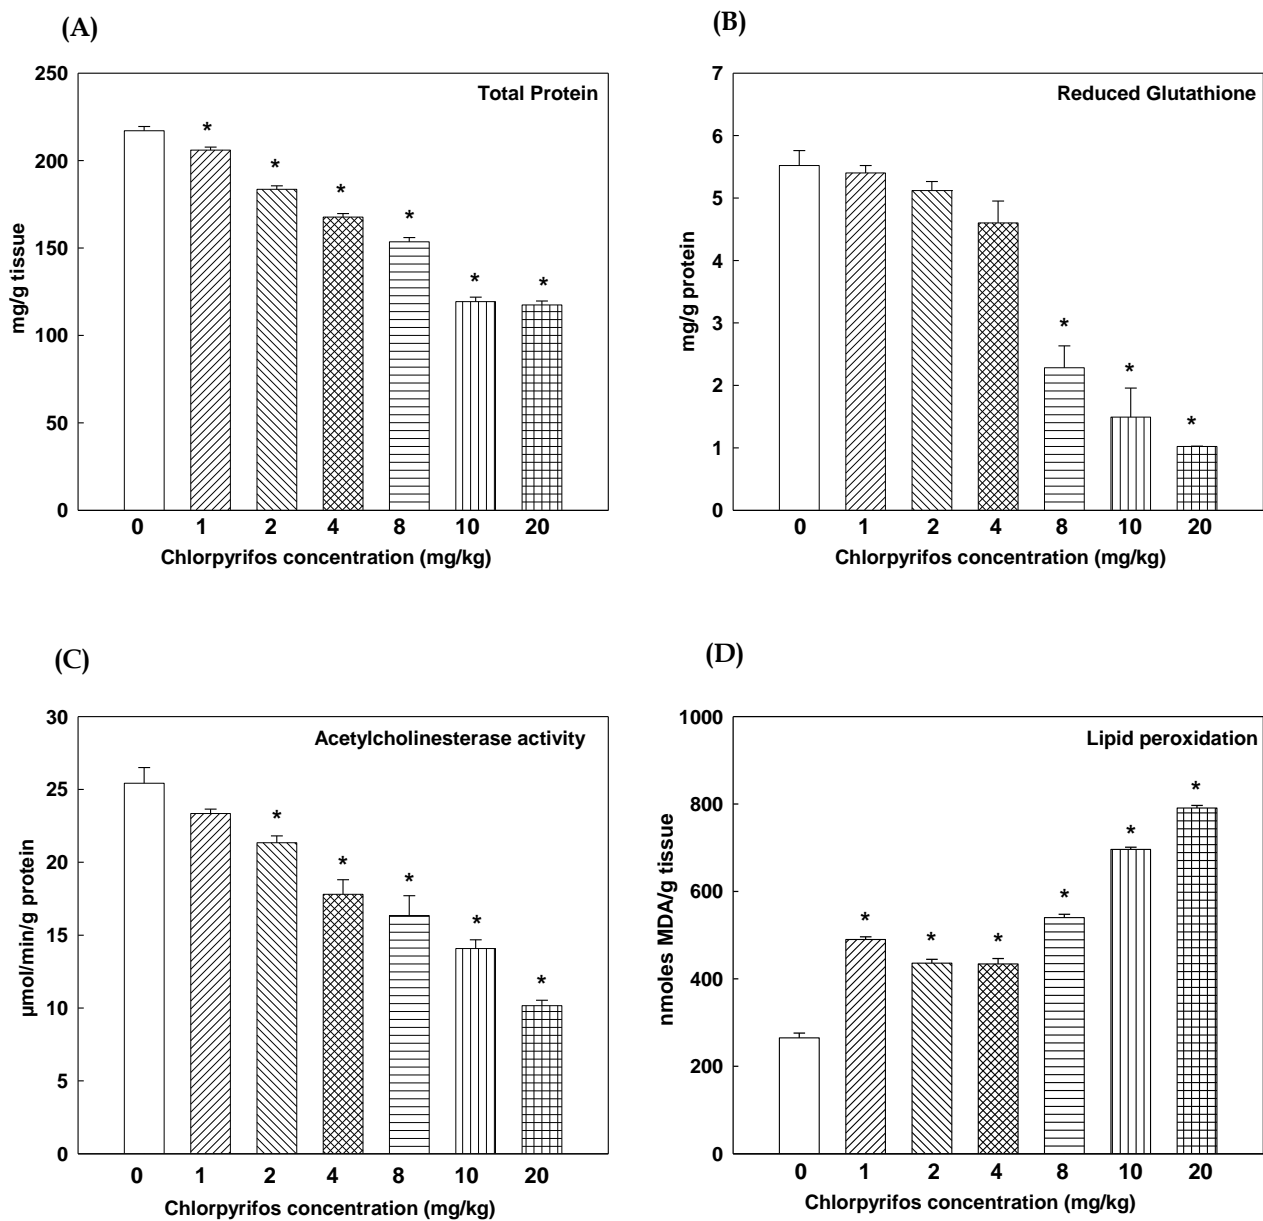 (A)
Total Protein
mg/g tissue
250
200
150
100
50
0
* * * * * *
0 1 2 4 8 10 20
Chlorpyrifos concentration (mg/kg)
(B)
Reduced Glutathione
mg/g protein
7
6
5
4
3
2
1
0
* * *
0 1 2 4 8 10 20
Chlorpyrifos concentration (mg/kg)
(C)
Acetylcholinesterase activity
µmol/min/g protein
30
25
20
15
10
5
0
* * * * *
0 1 2 4 8 10 20
Chlorpyrifos concentration (mg/kg)
(D)
Lipid peroxidation
nmoles MDA/g tissue
1000
800
600
400
200
0
* * * * * *
0 1 2 4 8 10 20
Chlorpyrifos concentration (mg/kg)